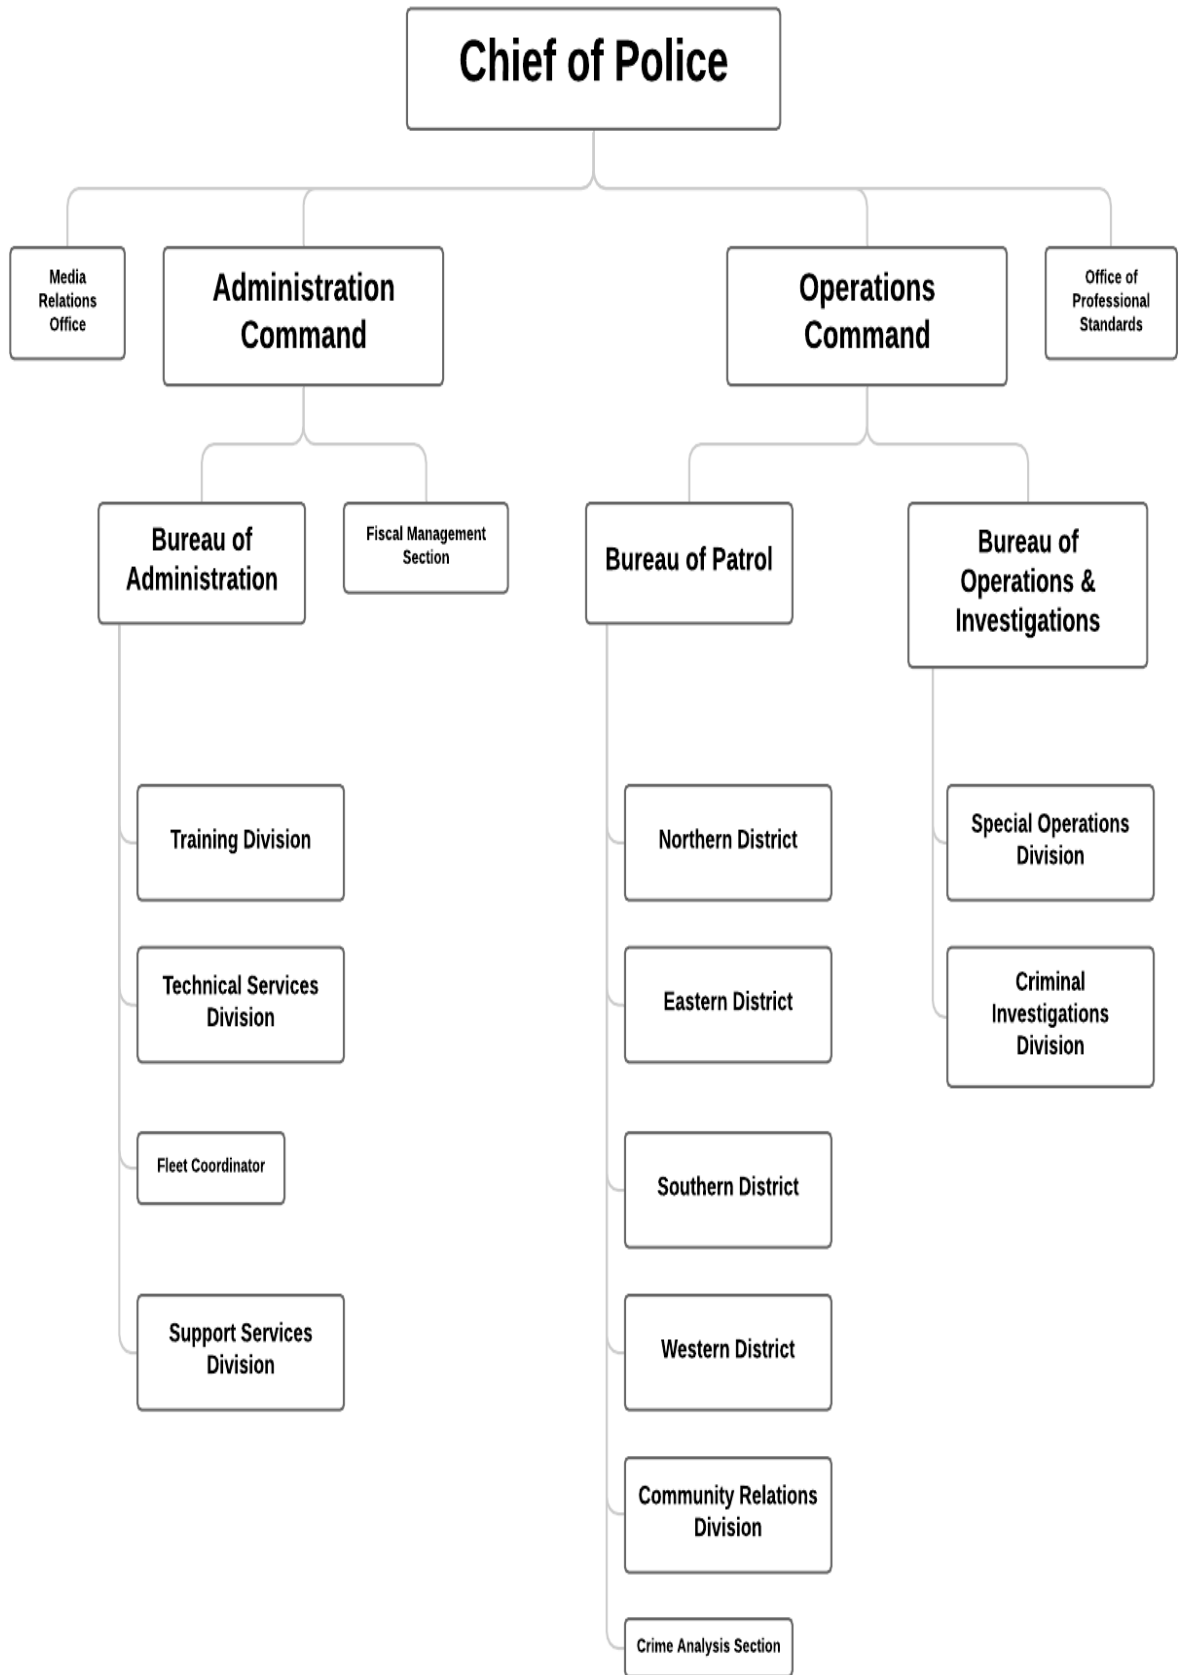 Chief of Police
Media
Relations
Office
Administration
Command
Operations
Command
Office of
Professional
Standards
Bureau of
Administration
Fiscal Management
Section
Bureau of Patrol
Bureau of
Operations &
Investigations
Training Division
Northern District
Special Operations
Division
Technical Services
Division
Eastern District
Criminal
Investigations
Division
Fleet Coordinator
Southern District
Support Services
Division
Western District
Community Relations
Division
Crime Analysis Section